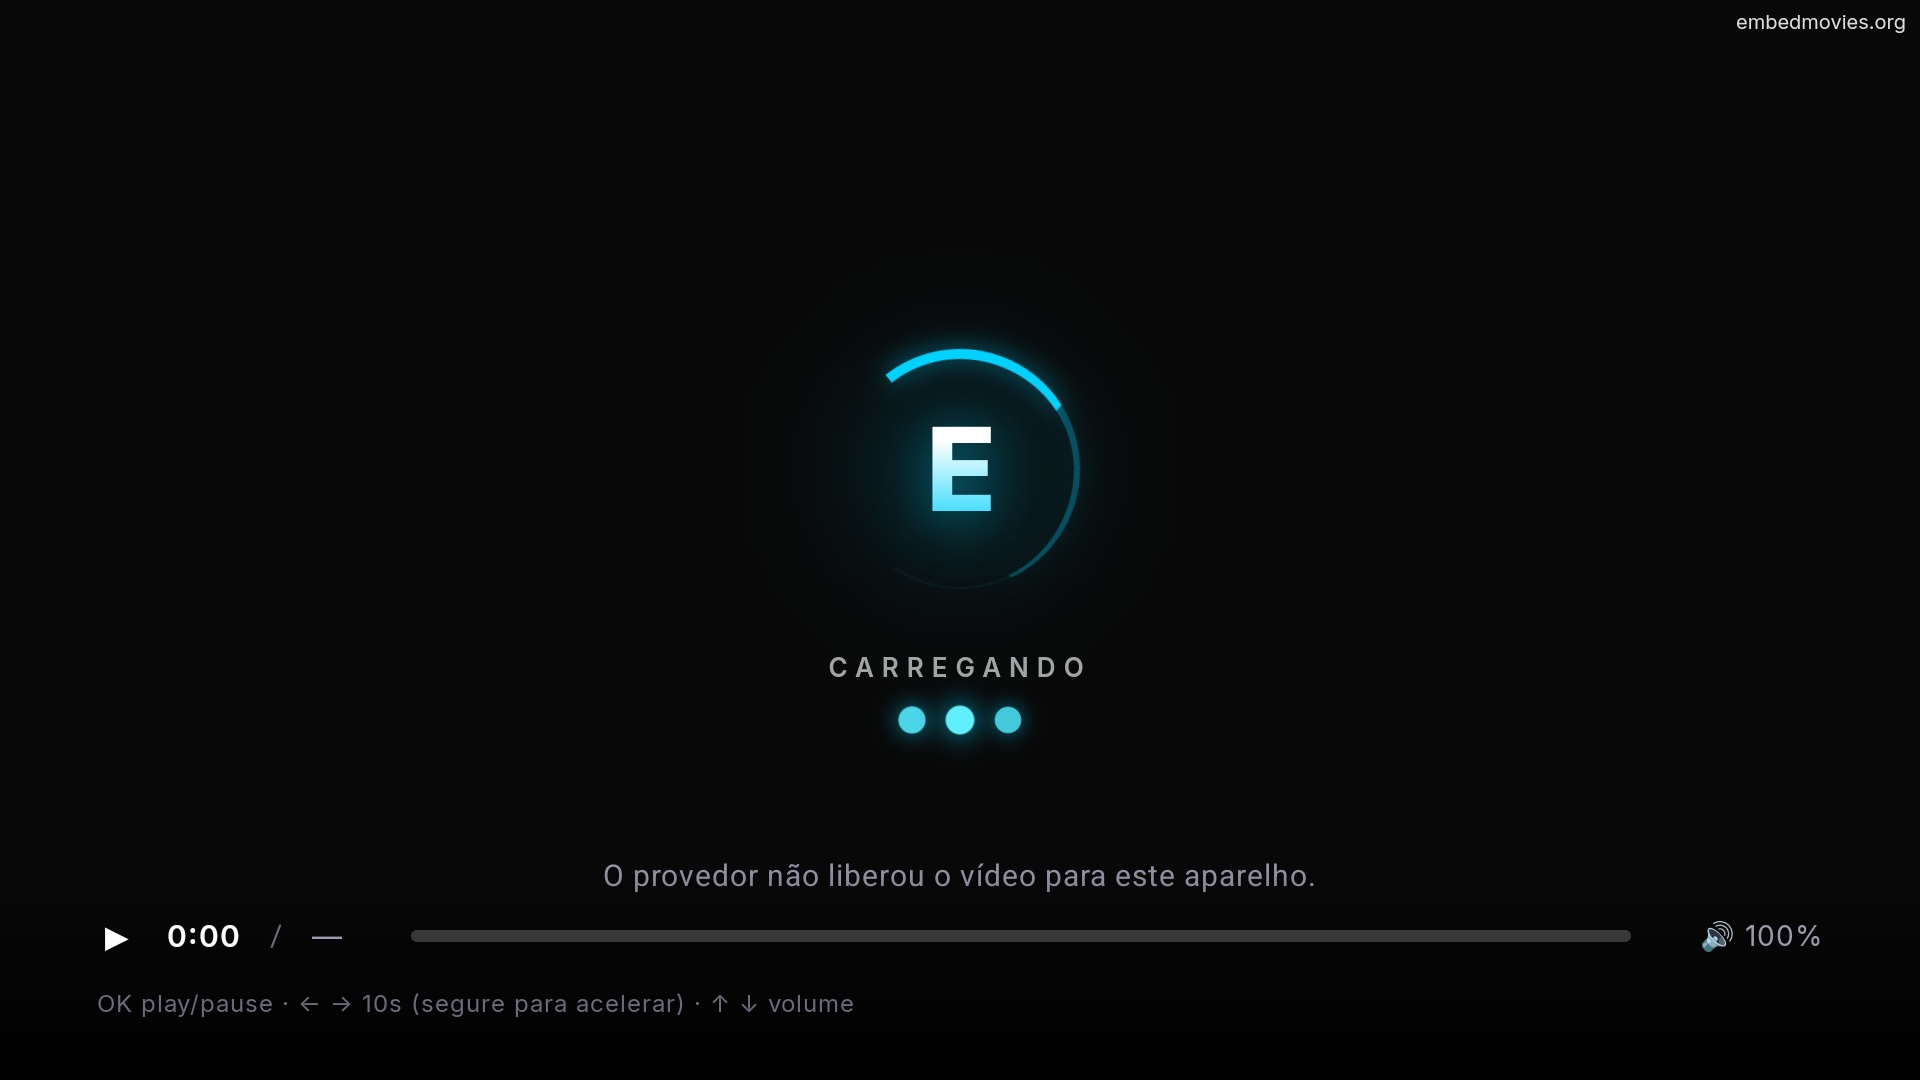 embedmovies.org
E
CARREGANDO
O provedor não liberou o vídeo para este aparelho.
▶ 0:00 / — 🔊 100%
OK play/pause · ← → 10s (segure para acelerar) · ↑ ↓ volume